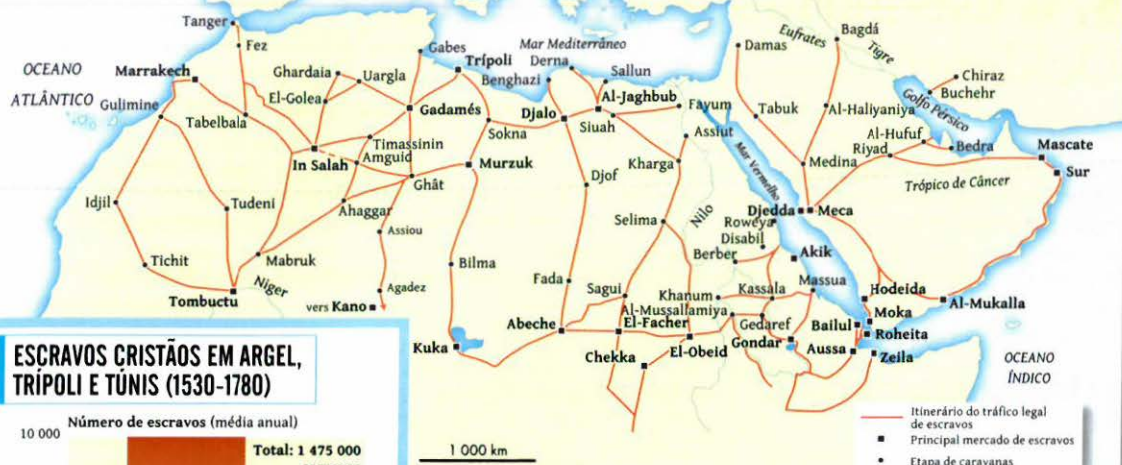 Tanger
Fez
OCEANO
ATLÂNTICO
Marrakech
Gulimine
Tabelbala
Ghardaia
Uargla
El-Golea
Gabes
Trípoli
Mar Mediterrâneo
Derna
Benghazi
Sallun
Gadamés
Djalo
Al-Jaghbub
Siuah
Fayum
Sokna
Timassinin
Amguid
In Salah
Murzuk
Ghât
Kharga
Assiut
Damas
Eufrates
Bagdá
Tigre
Tabuk
Al-Haliyaniya
Chiraz
Buchehr
Golfo Pérsico
Al-Hufuf
Riyad
Bedra
Mascate
Sur
Medina
Trópico de Câncer
Mar Vermelho
Idjil
Tudeni
Ahaggar
Assiou
Djof
Selima
Nilo
Djedda
Meca
Roweya
Disabil
Berber
Akik
Tichit
Mabruk
Bilma
Agadez
Niger
Tombuctu
vers Kano
Fada
Sagui
Khanum
Kassala
Massua
Hodeida
Al-Mukalla
Al-Mussallamiya
Gedaref
Moka
Bailul
Roheita
Abeche
El-Facher
Kuka
Chekka
El-Obeid
Gondar
Aussa
Zeila
OCEANO
ÍNDICO
ESCRAVOS CRISTÃOS EM ARGEL,
TRÍPOLI E TÚNIS (1530-1780)
Número de escravos (média anual)
10 000
Total: 1 475 000
1 000 km
Itinerário do tráfico legal
de escravos
Principal mercado de escravos
Etapa de caravanas